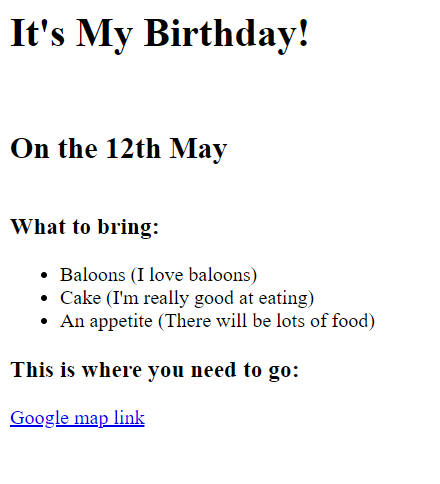 It's My Birthday!
On the 12th May
What to bring:
Baloons (I love baloons)
Cake (I'm really good at eating)
An appetite (There will be lots of food)
This is where you need to go:
Google map link